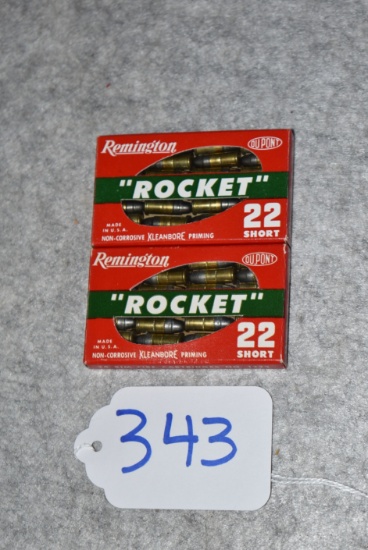 Remington
DU PONT
"ROCKET"
MADE
IN U.S.A.
22
SHORT
NON-CORROSIVE KLEANBORE PRIMING
Remington
DU PONT
"ROCKET"
MADE
IN U.S.A.
22
SHORT
NON-CORROSIVE KLEANBORE PRIMING
343